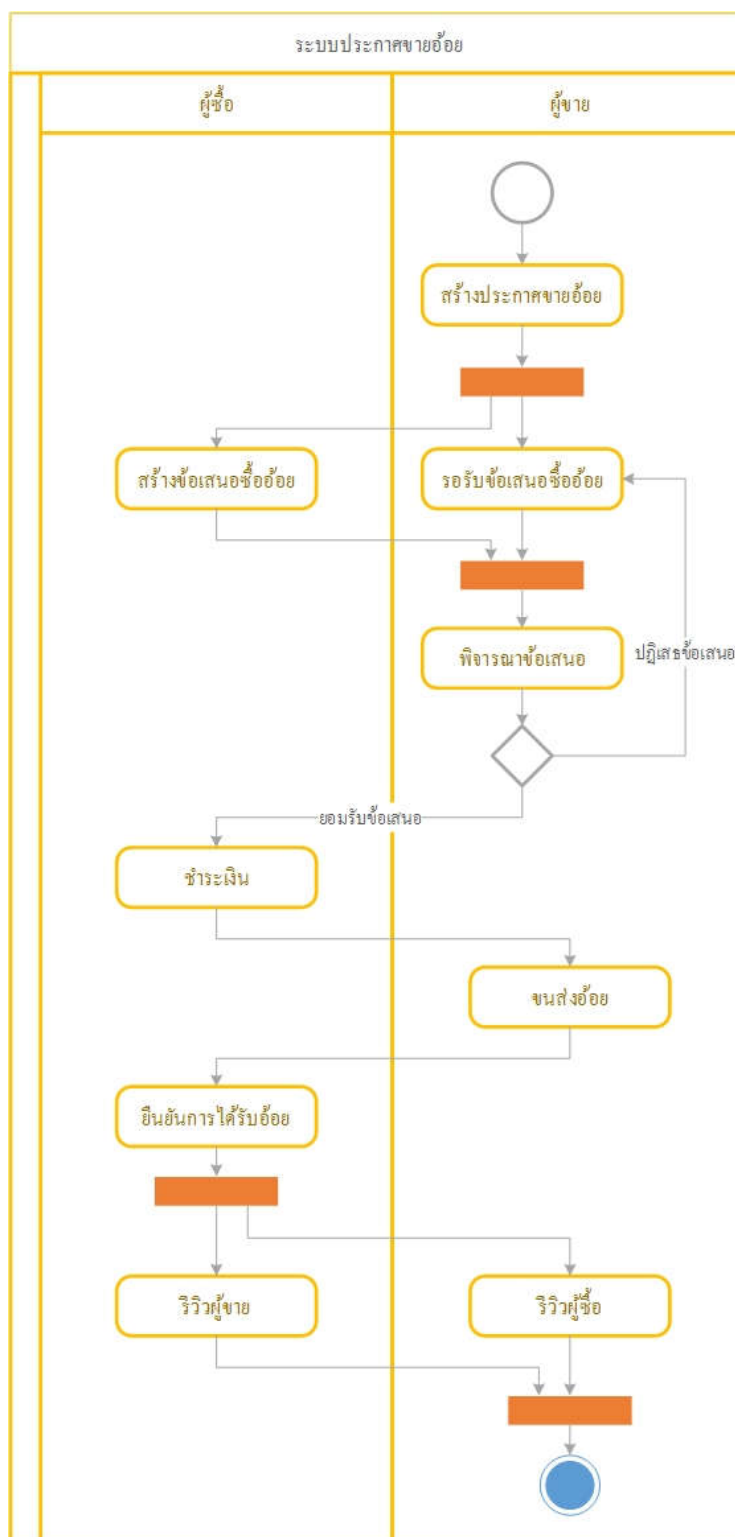 ระบบประกาศขายอ้อย
ผู้ซื้อ
ผู้ขาย
สร้างประกาศขายอ้อย
สร้างข้อเสนอซื้ออ้อย
รอรับข้อเสนอซื้ออ้อย
พิจารณาข้อเสนอ
ปฏิเสธข้อเสนอ
ยอมรับข้อเสนอ
ชำระเงิน
ขนส่งอ้อย
ยืนยันการได้รับอ้อย
รีวิวผู้ขาย
รีวิวผู้ซื้อ